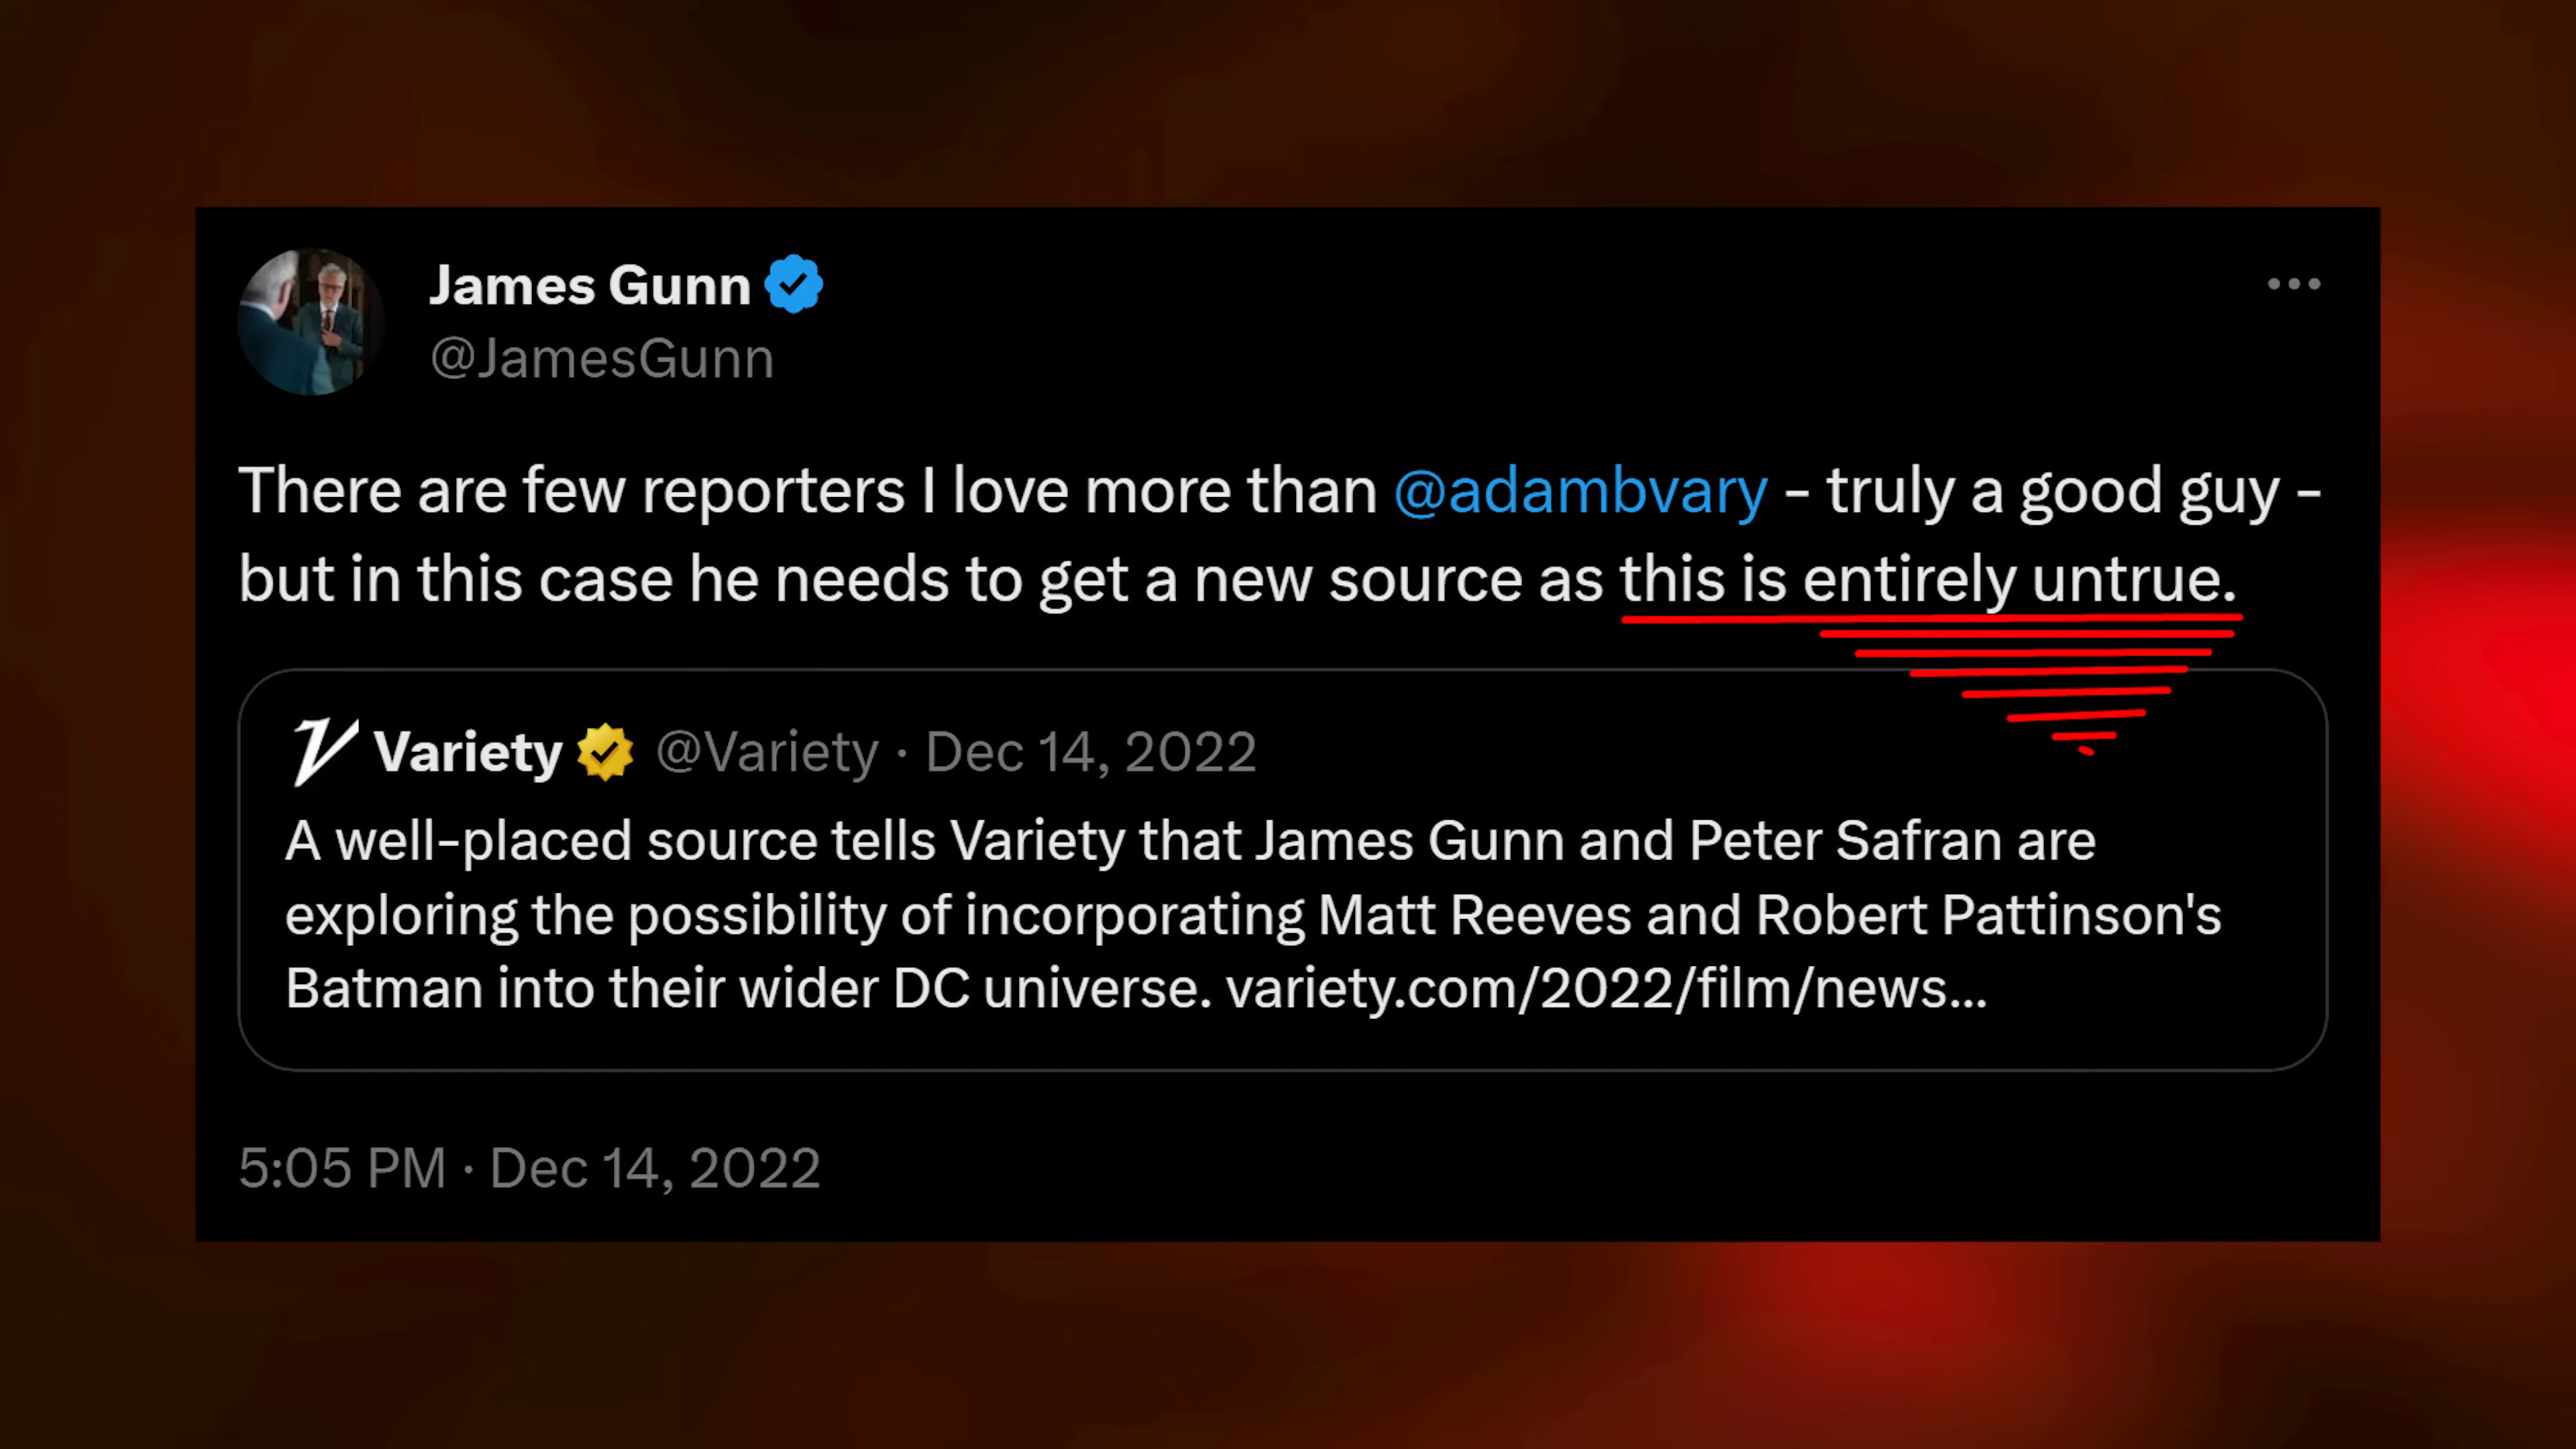 James Gunn
@JamesGunn
There are few reporters I love more than @adambvary - truly a good guy -
but in this case he needs to get a new source as this is entirely untrue.
Variety @Variety · Dec 14, 2022
A well-placed source tells Variety that James Gunn and Peter Safran are
exploring the possibility of incorporating Matt Reeves and Robert Pattinson's
Batman into their wider DC universe. variety.com/2022/film/news...
5:05 PM · Dec 14, 2022